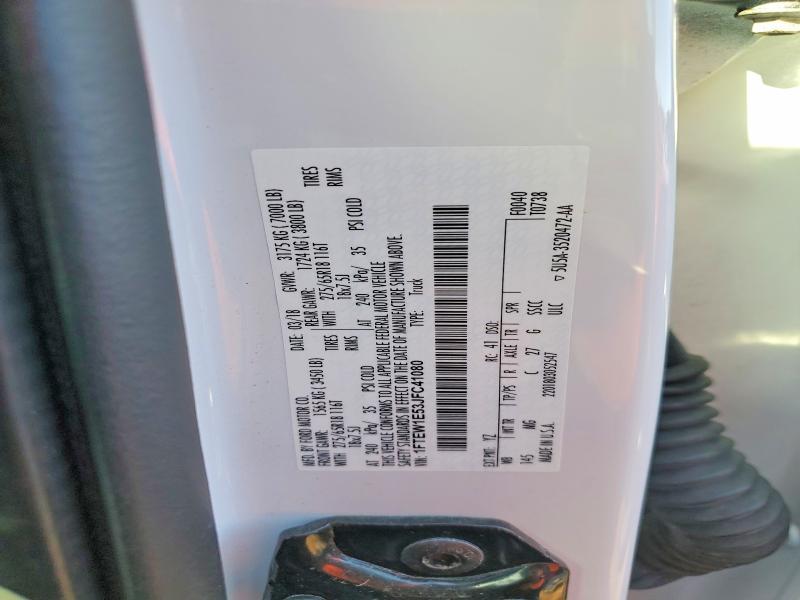 MFD. BY FORD MOTOR CO.
DATE: 03/18 GVWR: 3175 KG ( 7000 LB)
FRONT GAWR: 1565 KG ( 3450 LB) REAR GAWR: 1724 KG ( 3800 LB)
275/65R18 116T TIRES WITH 275/65R18 116T TIRES
18x7.5J RIMS 18x7.5J RIMS
AT 240 kPa/ 35 PSI COLD AT 240 kPa/ 35 PSI COLD
THIS VEHICLE CONFORMS TO ALL APPLICABLE FEDERAL MOTOR VEHICLE
SAFETY STANDARDS IN EFFECT ON THE DATE OF MANUFACTURE SHOWN ABOVE.
VIN: 1FTEW1E53JFC41080 TYPE: Truck
F0040
EXT PNT: YZ RC: 41 DSO: T0738
WB INT TR TP/PS R AXLE TR SPR
145 MG C 27 G SSCC
ULC
MADE IN U.S.A. 22018030352547 ▽ 5U5A-3520472-AA